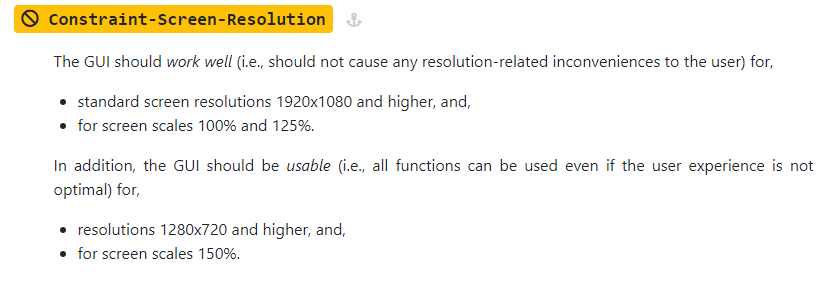 Constraint-Screen-Resolution
The GUI should work well (i.e., should not cause any resolution-related inconveniences to the user) for,
standard screen resolutions 1920x1080 and higher, and,
for screen scales 100% and 125%.
In addition, the GUI should be usable (i.e., all functions can be used even if the user experience is not
optimal) for,
resolutions 1280x720 and higher, and,
for screen scales 150%.